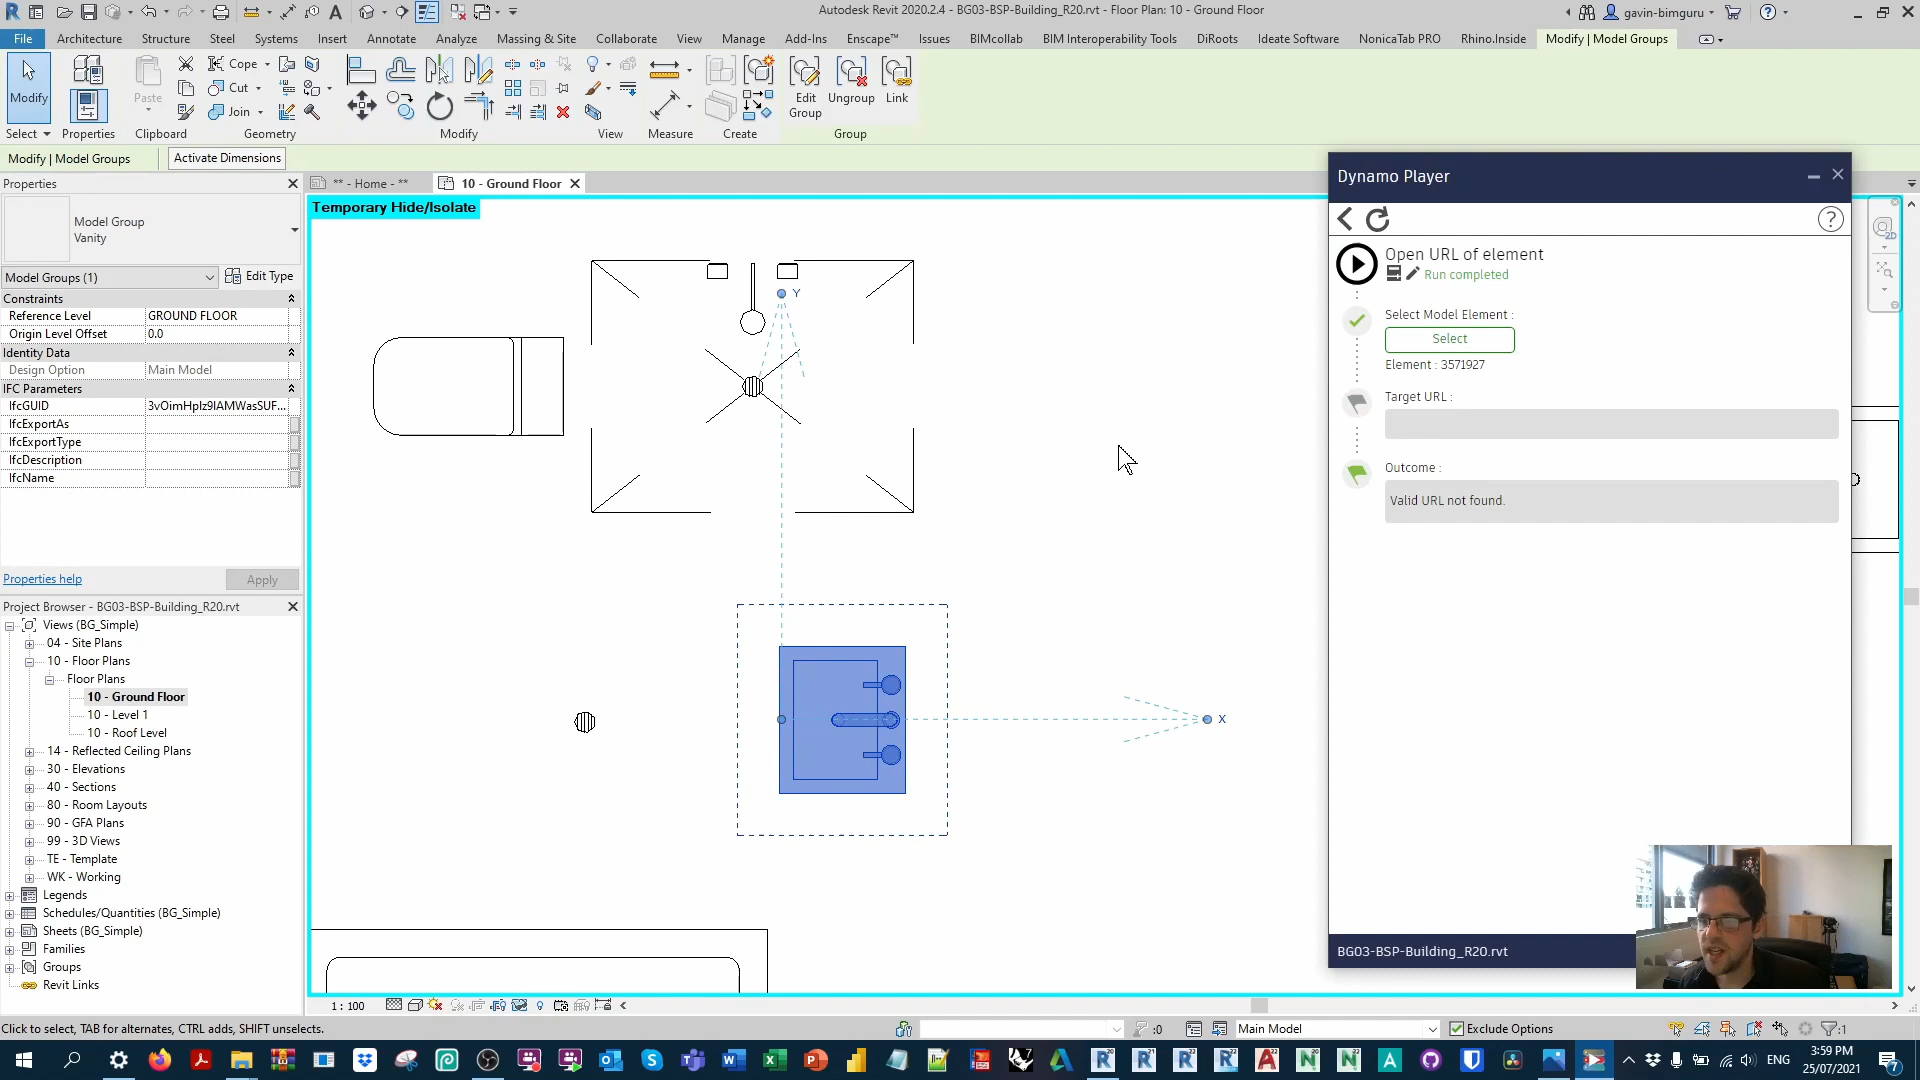 Autodesk Revit 2020.2.4 - BG03-BSP-Building_R20.rvt - Floor Plan: 10 - Ground Floor
gavin-bimguru
File
Architecture
Structure
Steel
Systems
Insert
Annotate
Analyze
Massing & Site
Collaborate
View
Manage
Add-Ins
Enscape™
Issues
BIMcollab
BIM Interoperability Tools
DiRoots
Ideate Software
NonicaTab PRO
Rhino.Inside
Modify | Model Groups
Modify
Paste
Cope
Cut
Join
Edit Group
Ungroup
Link
Select
Properties
Clipboard
Geometry
Modify
View
Measure
Create
Group
Modify | Model Groups
Activate Dimensions
Properties
** - Home - **
10 - Ground Floor
Temporary Hide/Isolate
Model Group
Vanity
Model Groups (1)
Edit Type
Constraints
Reference Level GROUND FLOOR
Origin Level Offset 0.0
Identity Data
Design Option Main Model
IFC Parameters
IfcGUID 3vOimHpIz9IAMWasSUF...
IfcExportAs
IfcExportType
IfcDescription
IfcName
Properties help
Apply
Project Browser - BG03-BSP-Building_R20.rvt
Views (BG_Simple)
04 - Site Plans
10 - Floor Plans
Floor Plans
10 - Ground Floor
10 - Level 1
10 - Roof Level
14 - Reflected Ceiling Plans
30 - Elevations
40 - Sections
80 - Room Layouts
90 - GFA Plans
99 - 3D Views
TE - Template
WK - Working
Legends
Schedules/Quantities (BG_Simple)
Sheets (BG_Simple)
Families
Groups
Revit Links
Y
X
Dynamo Player
Open URL of element
Run completed
Select Model Element :
Select
Element : 3571927
Target URL :
Outcome :
Valid URL not found.
BG03-BSP-Building_R20.rvt
1 : 100
Click to select, TAB for alternates, CTRL adds, SHIFT unselects.
:0
Main Model
Exclude Options
:1
ENG
3:59 PM
25/07/2021